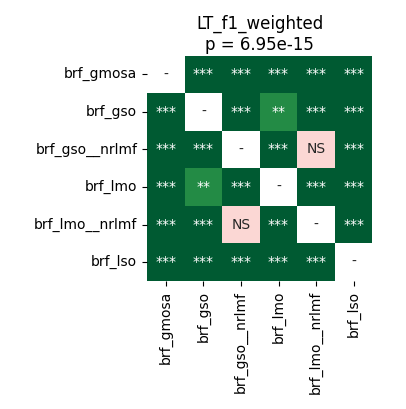 LT_f1_weighted
p = 6.95e-15
brf_gmosa - *** *** *** *** ***
brf_gso *** - *** ** *** ***
brf_gso__nrlmf *** *** - *** NS ***
brf_lmo *** ** *** - *** ***
brf_lmo__nrlmf *** *** NS *** - ***
brf_lso *** *** *** *** *** -
brf_gmosa
brf_gso
brf_gso__nrlmf
brf_lmo
brf_lmo__nrlmf
brf_lso